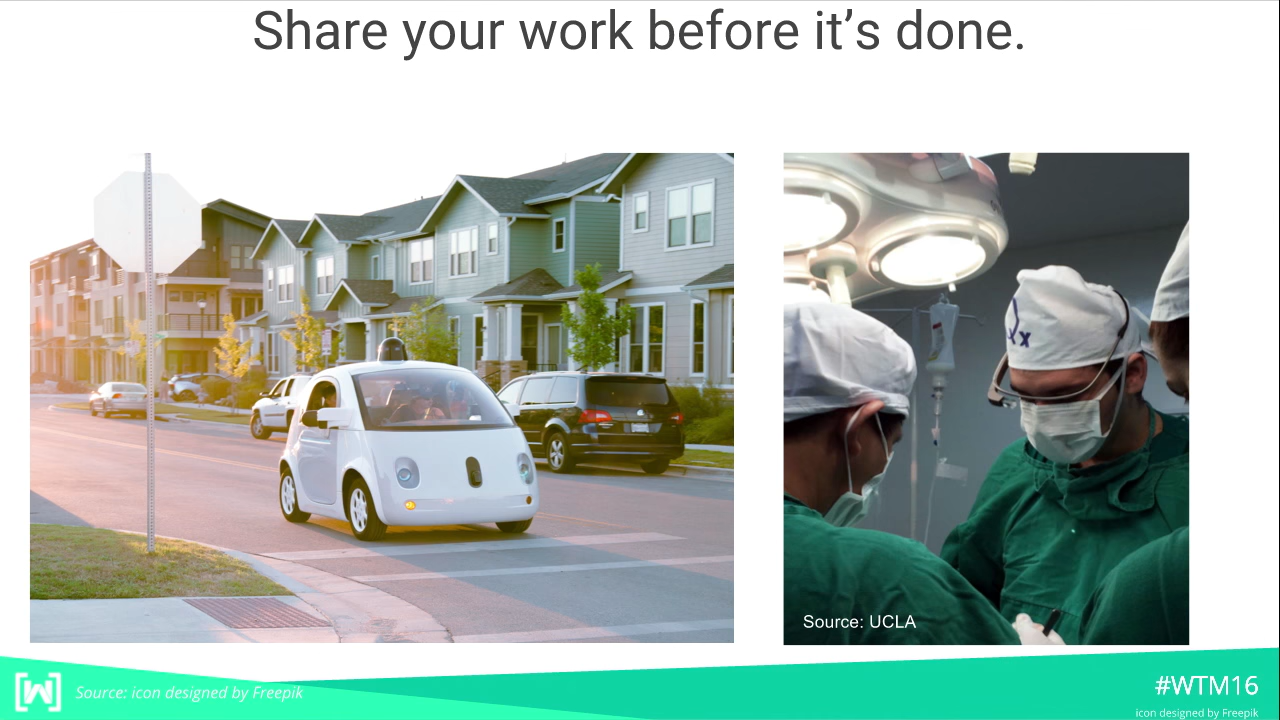 Share your work before it’s done.
Source: UCLA
Source: icon designed by Freepik
#WTM16
icon designed by Freepik